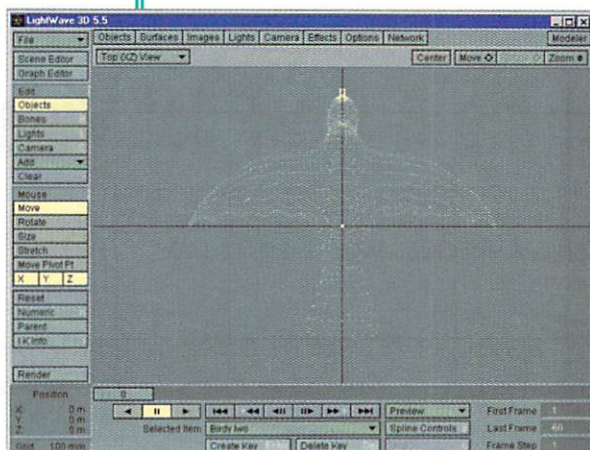 LightWave 3D 5.5
File
Objects Surfaces Images Lights Camera Effects Options Network
Modeler
Scene Editor
Top (XZ) View
Center Move Zoom
Graph Editor
Edit
Objects
Bones
Lights
Camera
Add
Clear
Mouse
Move
Rotate
Size
Stretch
Move Pivot Pt
X Y Z
Reset
Numeric
Parent
I K Info
Render
Position
0
X: 0 m
Y: 0 m
Z: 0 m
Grid 100 mm
Preview
First Frame 1
Selected Item Birdy two
Spline Controls
Last Frame 60
Create Key
Delete Key
Frame Step 1